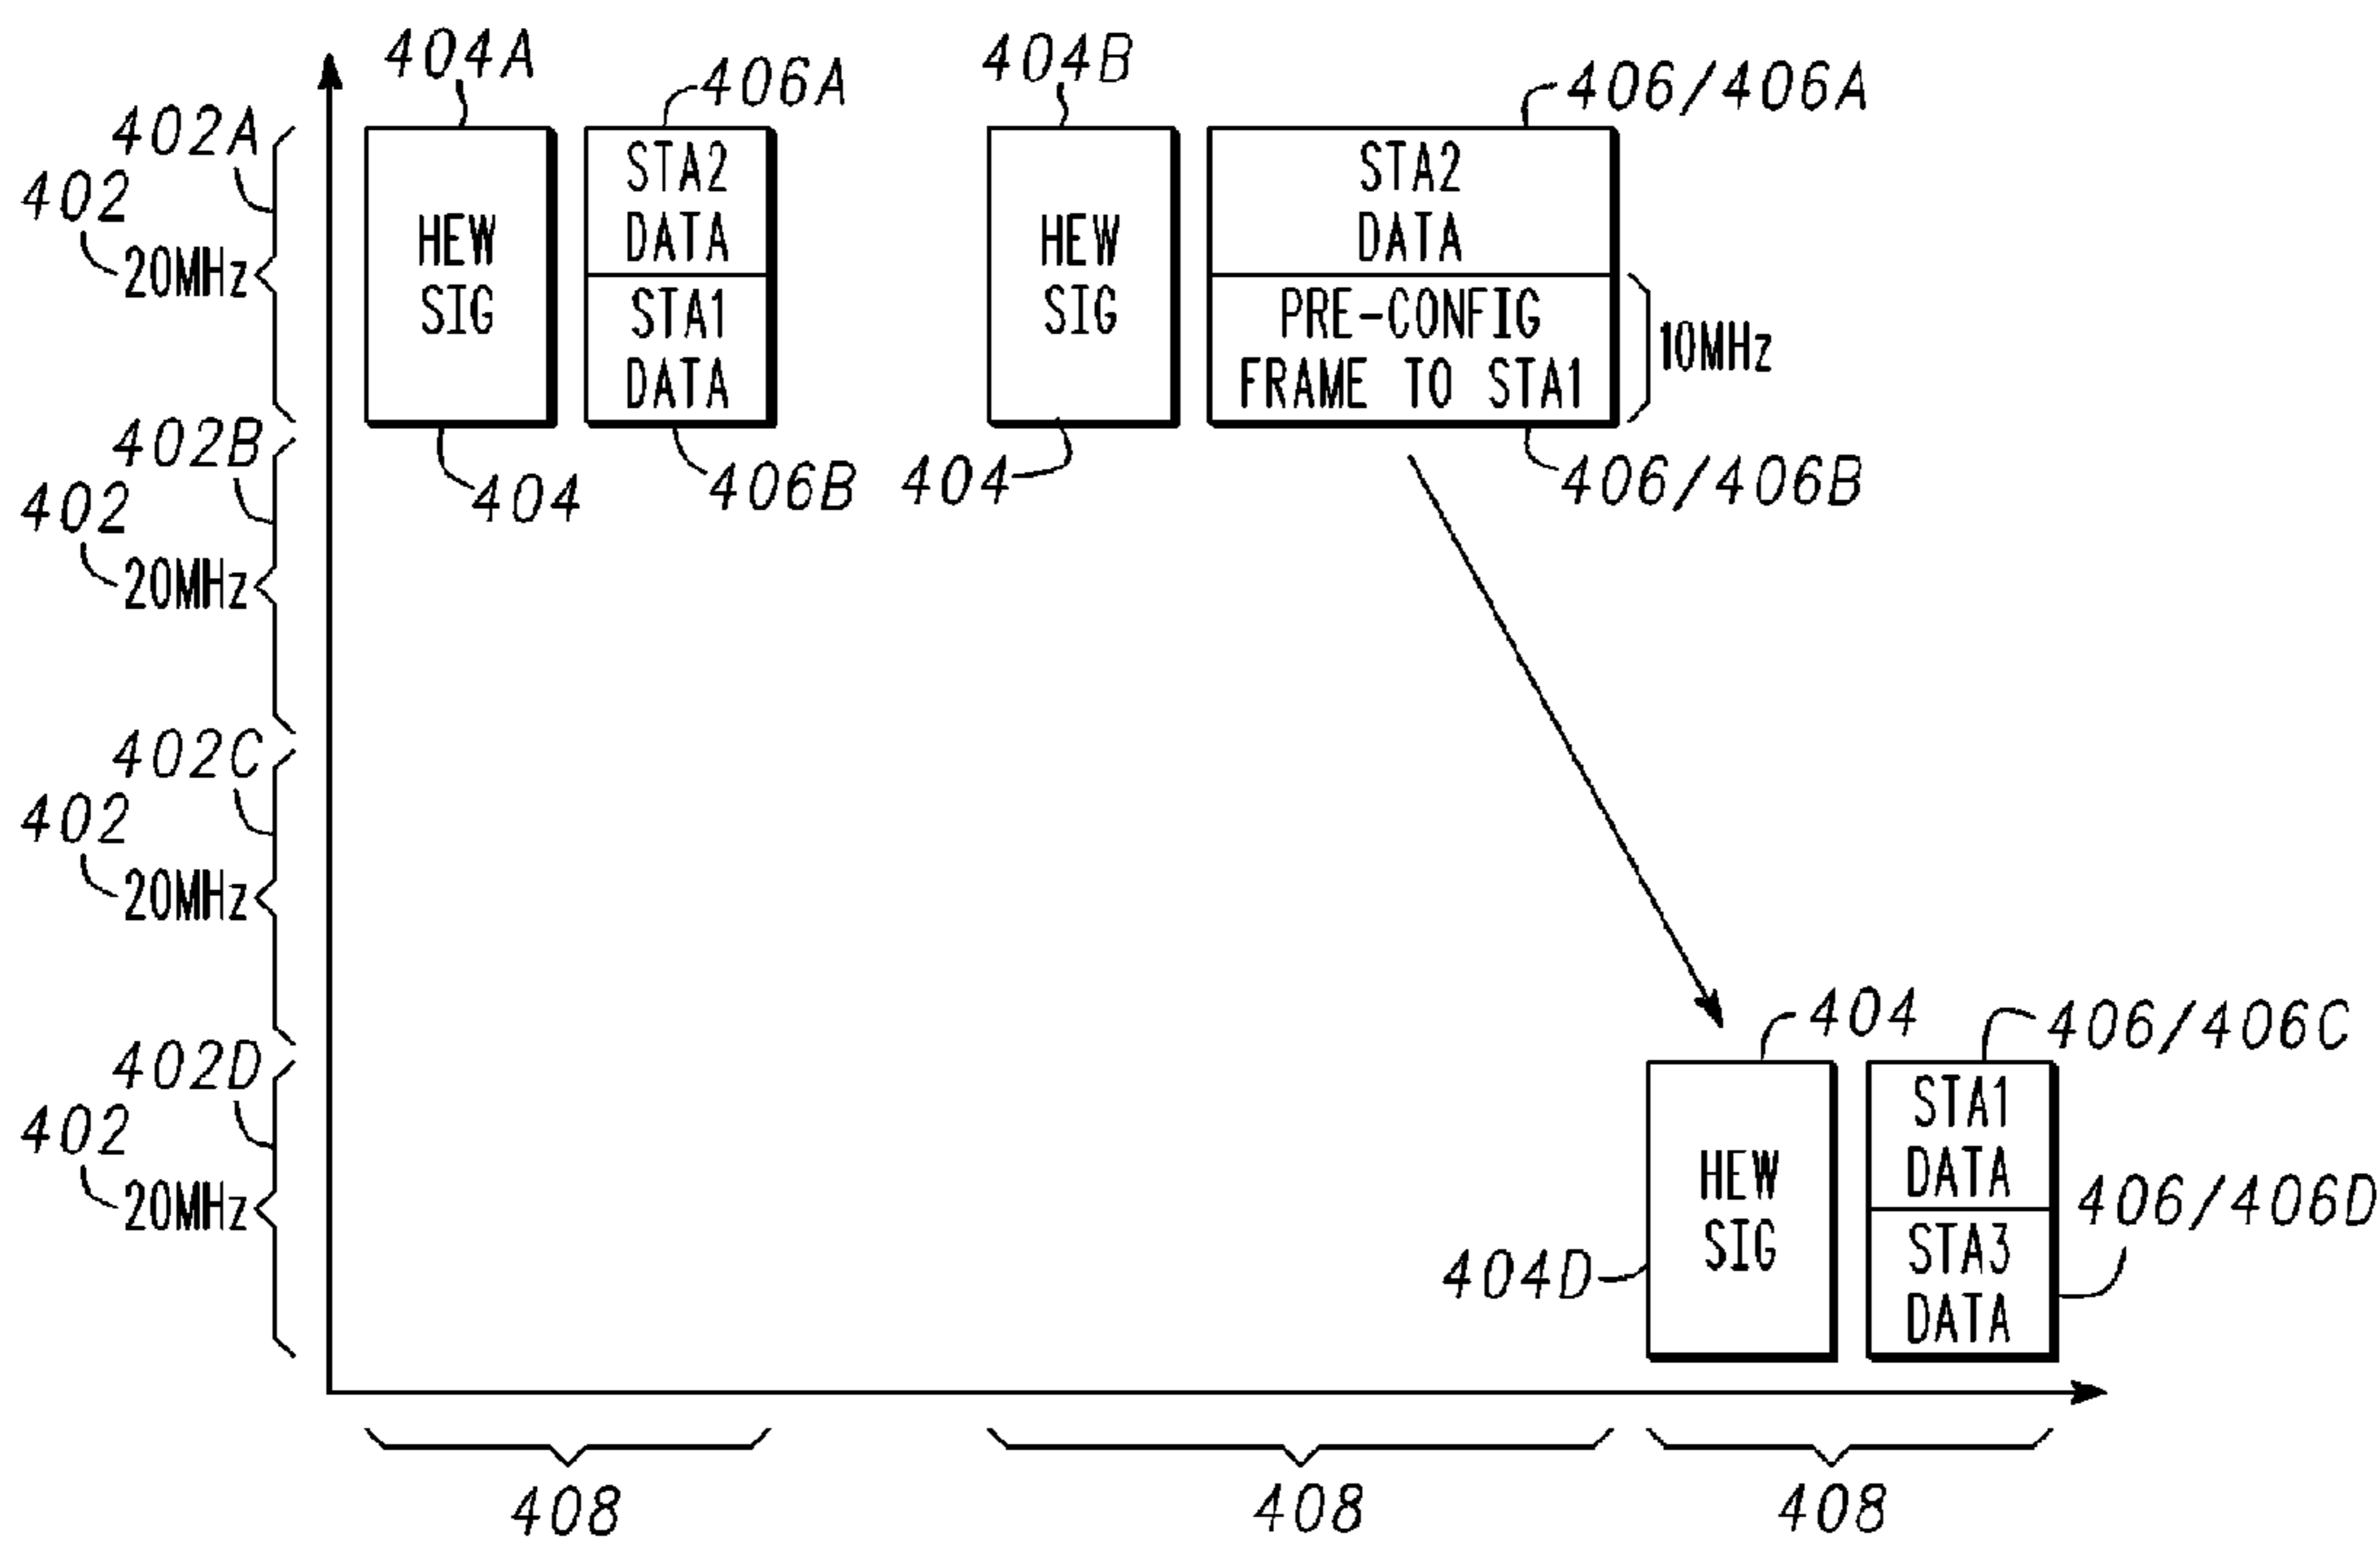 404A
406A
404B
406/406A
402A
402
20MHz
HEW
SIG
STA2
DATA
STA1
DATA
HEW
SIG
STA2
DATA
PRE-CONFIG
FRAME TO STA1
10MHz
402B
402
20MHz
404
406B
404
406/406B
402C
402
20MHz
402D
402
20MHz
404
406/406C
HEW
SIG
STA1
DATA
STA3
DATA
406/406D
404D
408
408
408